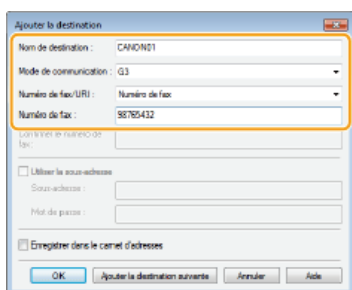 Ajouter la destination
Nom de destination : CANON01
Mode de communication : G3
Numéro de fax/URI : Numéro de fax
Numéro de fax : 98765432
Confirmer le numéro de
fax:
Utiliser la sous-adresse
Sous-adresse :
Mot de passe :
Enregistrer dans le carnet d'adresses
OK Ajouter la destination suivante Annuler Aide